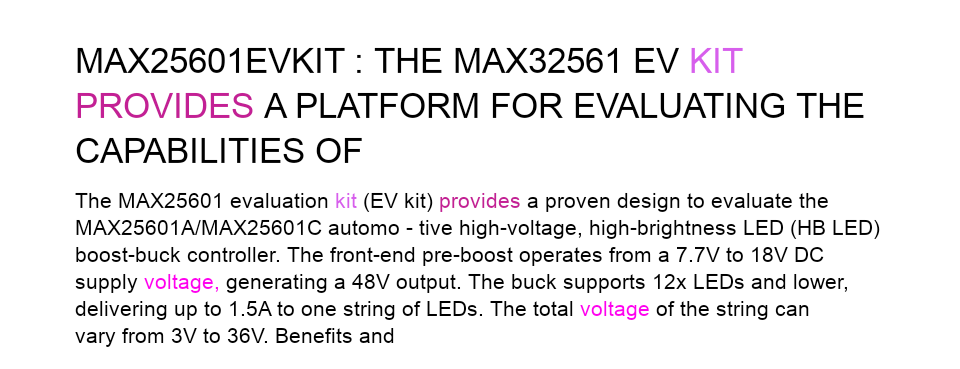 MAX25601EVKIT : THE MAX32561 EV KIT
PROVIDES A PLATFORM FOR EVALUATING THE
CAPABILITIES OF
The MAX25601 evaluation kit (EV kit) provides a proven design to evaluate the
MAX25601A/MAX25601C automo - tive high-voltage, high-brightness LED (HB LED)
boost-buck controller. The front-end pre-boost operates from a 7.7V to 18V DC
supply voltage, generating a 48V output. The buck supports 12x LEDs and lower,
delivering up to 1.5A to one string of LEDs. The total voltage of the string can
vary from 3V to 36V. Benefits and